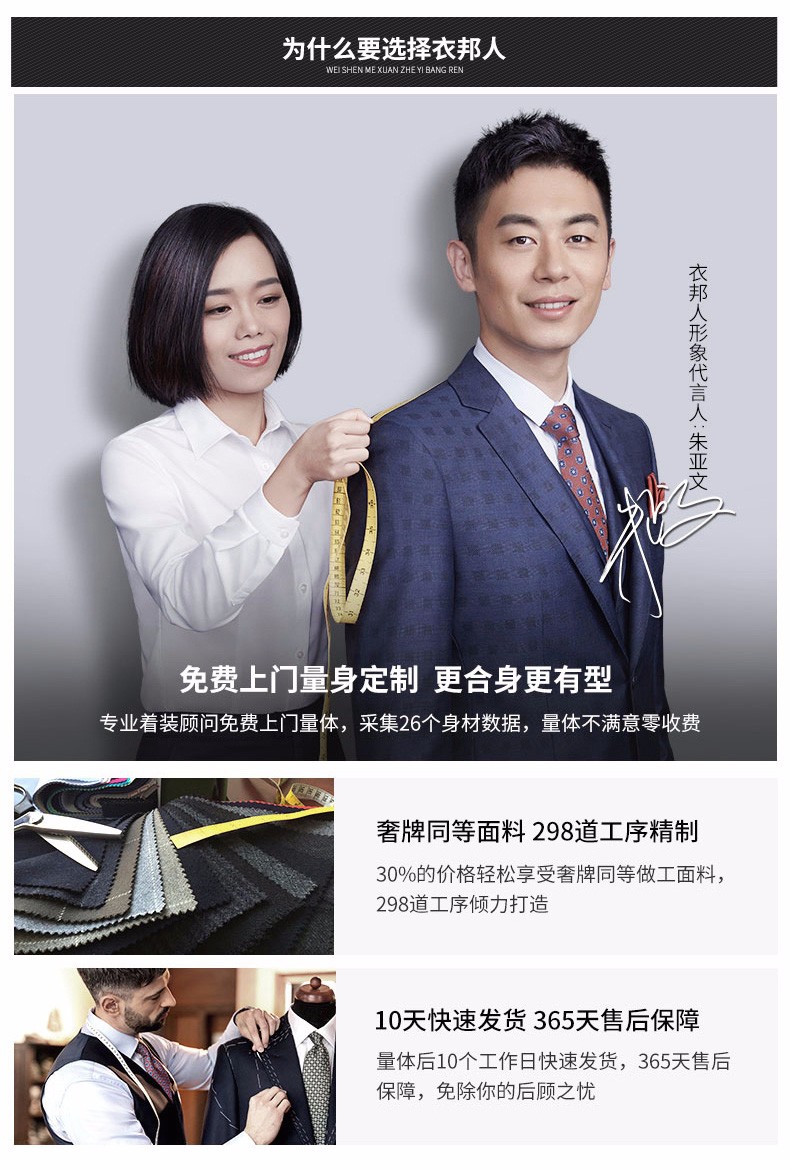 为什么要选择衣邦人
WEI SHEN ME XUAN ZHE YI BANG REN
衣邦人形象代言人:朱亚文
免费上门量身定制 更合身更有型
专业着装顾问免费上门量体，采集26个身材数据，量体不满意零收费
奢牌同等面料 298道工序精制
30%的价格轻松享受奢牌同等做工面料，
298道工序倾力打造
10天快速发货 365天售后保障
量体后10个工作日快速发货，365天售后
保障，免除你的后顾之忧